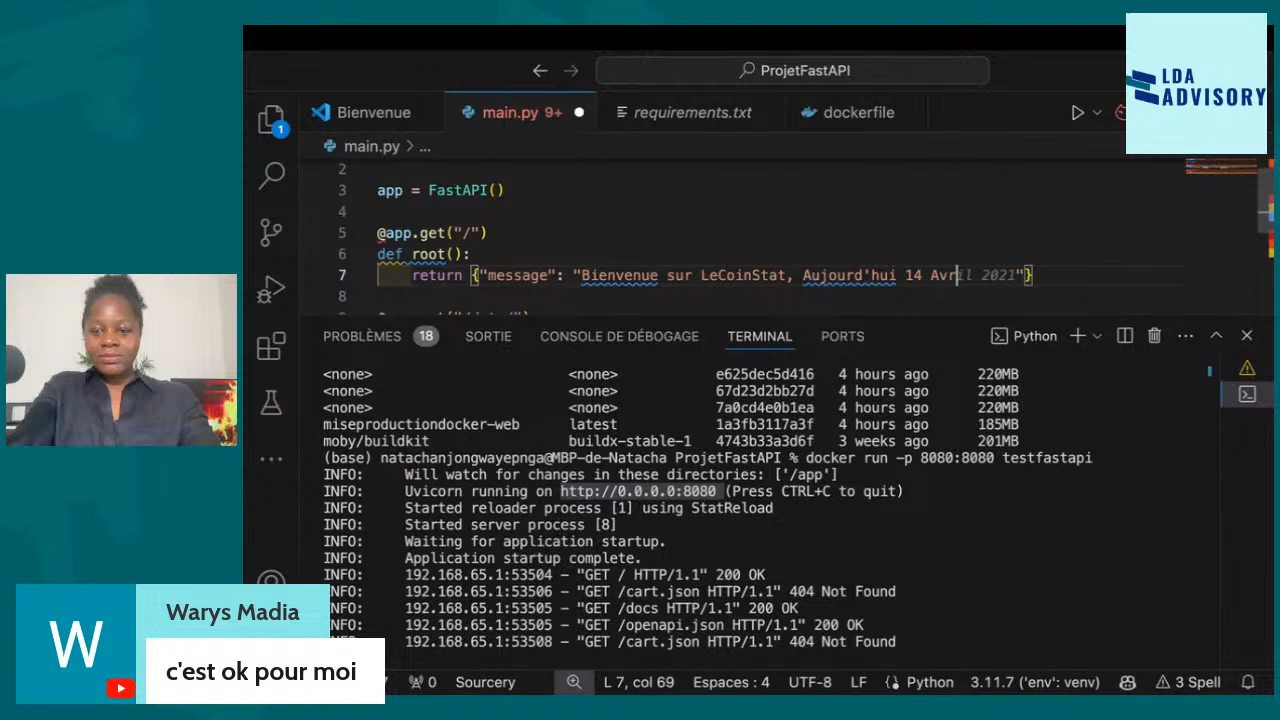 ProjetFastAPI
LDA
ADVISORY
1
Bienvenue
main.py 9+
requirements.txt
dockerfile
main.py > ...
2
3 app = FastAPI()
4
5 @app.get("/")
6 def root():
7 return {"message": "Bienvenue sur LeCoinStat, Aujourd'hui 14 Avril 2021"}
8
PROBLÈMES 18 SORTIE CONSOLE DE DÉBOGAGE TERMINAL PORTS Python
<none> <none> e625dec5d416 4 hours ago 220MB
<none> <none> 67d23d2bb27d 4 hours ago 220MB
<none> <none> 7a0cd4e0b1ea 4 hours ago 220MB
miseproductiondocker-web latest 1a3fb3117a3f 4 hours ago 185MB
moby/buildkit buildx-stable-1 4743b33a3d6f 3 weeks ago 201MB
(base) natachanjongwayepnga@MBP-de-Natacha ProjetFastAPI % docker run -p 8080:8080 testfastapi
INFO: Will watch for changes in these directories: ['/app']
INFO: Uvicorn running on http://0.0.0.0:8080 (Press CTRL+C to quit)
INFO: Started reloader process [1] using StatReload
INFO: Started server process [8]
INFO: Waiting for application startup.
INFO: Application startup complete.
INFO: 192.168.65.1:53504 - "GET / HTTP/1.1" 200 OK
INFO: 192.168.65.1:53506 - "GET /cart.json HTTP/1.1" 404 Not Found
INFO: 192.168.65.1:53505 - "GET /docs HTTP/1.1" 200 OK
INFO: 192.168.65.1:53505 - "GET /openapi.json HTTP/1.1" 200 OK
INFO: 192.168.65.1:53508 - "GET /cart.json HTTP/1.1" 404 Not Found
W
Warys Madia
c'est ok pour moi
0 Sourcery L 7, col 69 Espaces : 4 UTF-8 LF Python 3.11.7 ('env': venv) 3 Spell